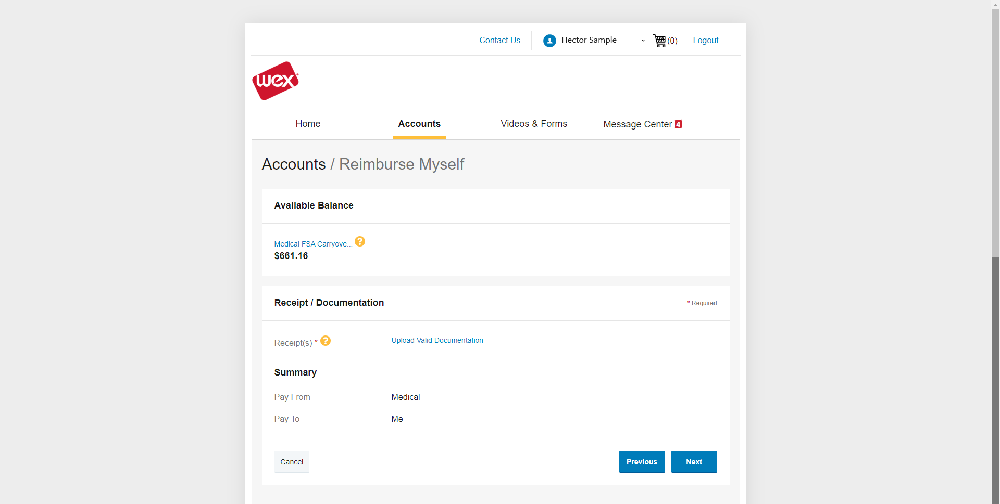 Contact Us
Hector Sample
(0)
Logout
wex
Home
Accounts
Videos & Forms
Message Center 4
Accounts / Reimburse Myself
Available Balance
Medical FSA Carryove... ?
$661.16
Receipt / Documentation
* Required
Receipt(s) * ?
Upload Valid Documentation
Summary
Pay From
Medical
Pay To
Me
Cancel
Previous
Next